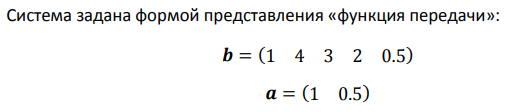 Система задана формой представления «функция передачи»:
b = (1 4 3 2 0.5)
a = (1 0.5)